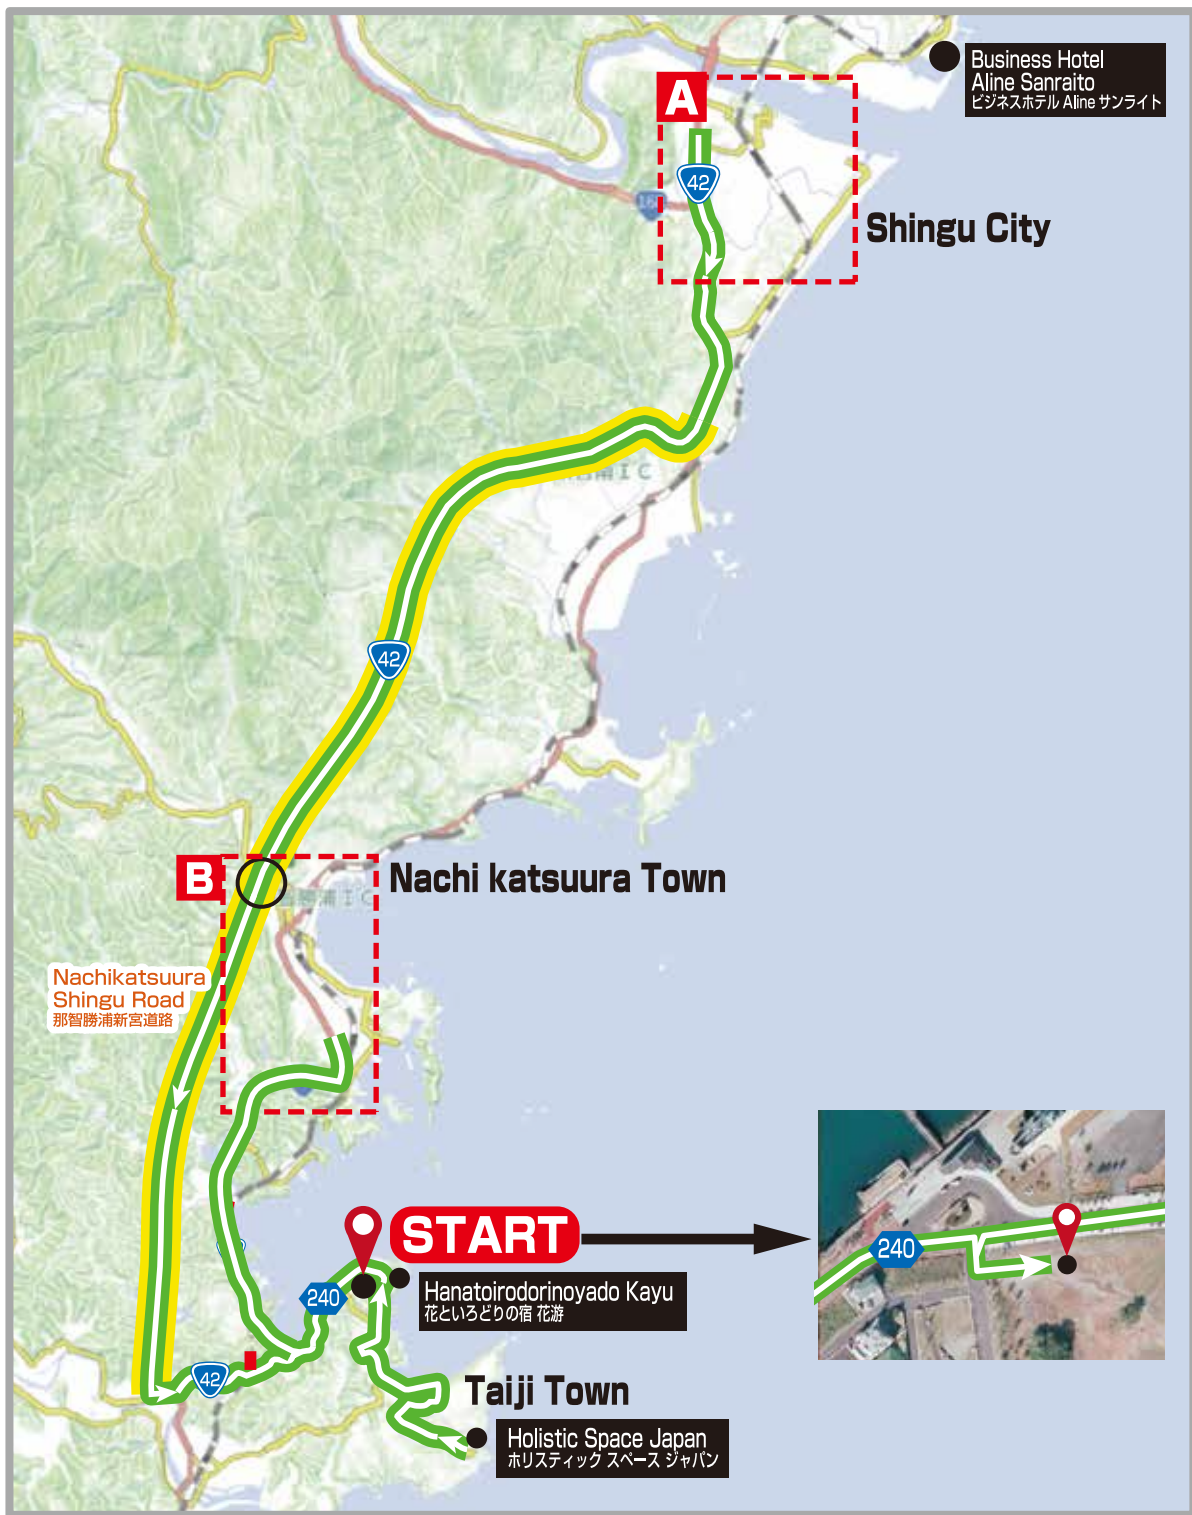 Business Hotel
Aline Sanraito
ビジネスホテル Aline サンライト
A
42
Shingu City
42
B
Nachi katsuura Town
Nachikatsuura
Shingu Road
那智勝浦新宮道路
START
240
240
Hanatoirodorinoyado Kayu
花といろどりの宿 花游
42
Taiji Town
Holistic Space Japan
ホリスティック スペース ジャパン